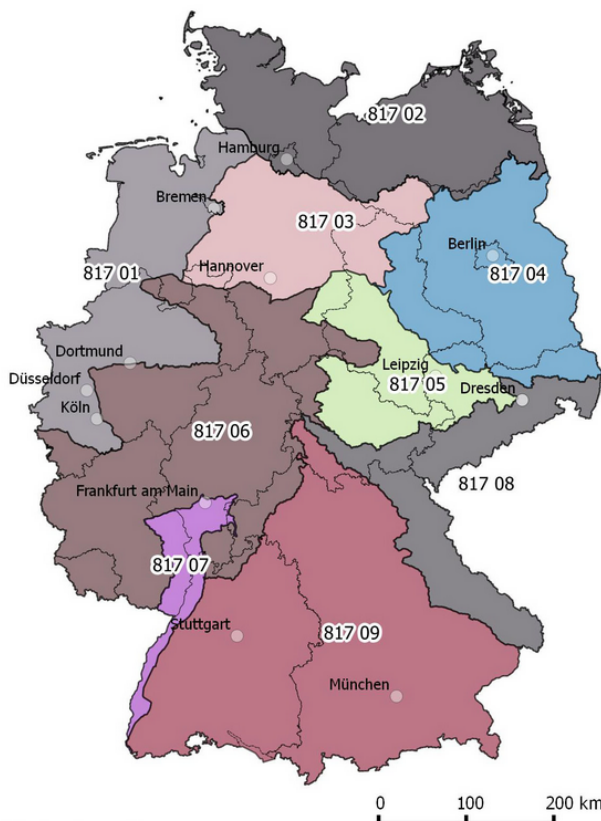 817 02
Hamburg
Bremen
817 03
Berlin
817 04
817 01
Hannover
Dortmund
Leipzig
Düsseldorf
817 05
Dresden
Köln
817 06
817 08
Frankfurt am Main
817 07
Stuttgart
817 09
München
0 100 200 km